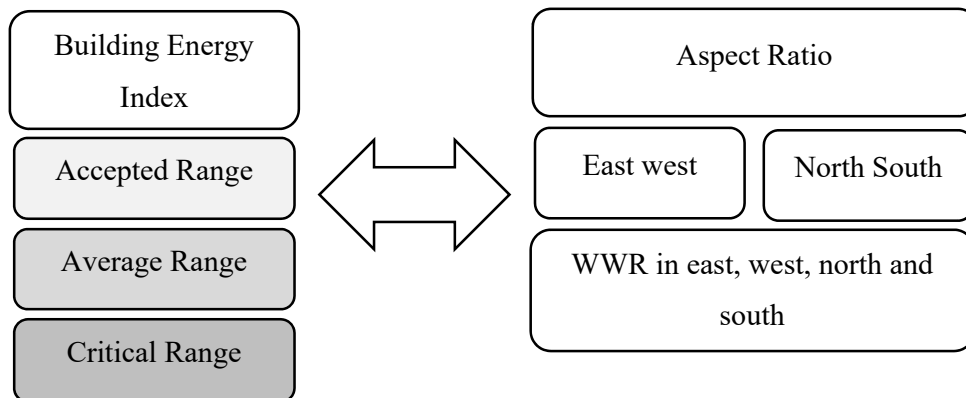 Building Energy
Index
Accepted Range
Average Range
Critical Range
Aspect Ratio
East west
North South
WWR in east, west, north and
south